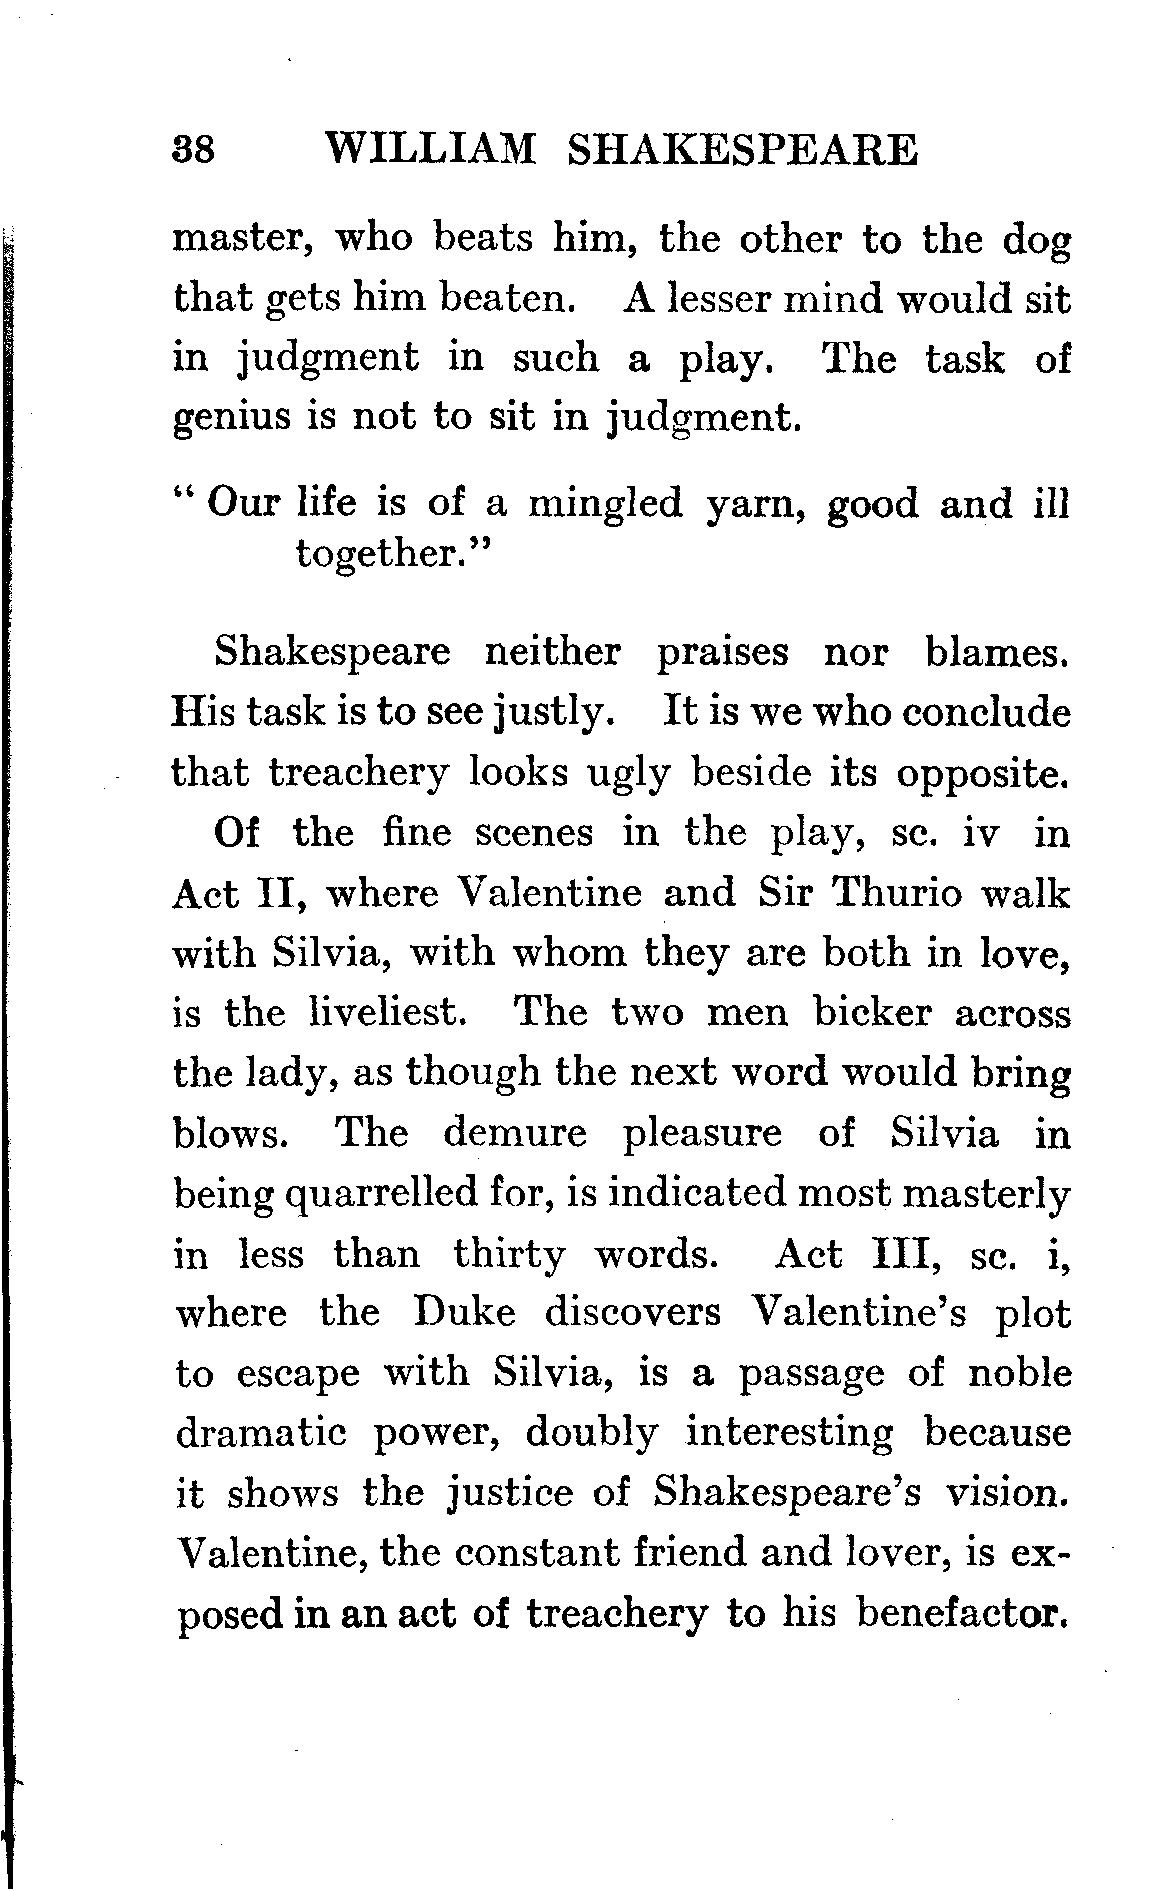 38 WILLIAM SHAKESPEARE
master, who beats him, the other to the dog
that gets him beaten. A lesser mind would sit
in judgment in such a play. The task of
genius is not to sit in judgment.
“ Our life is of a mingled yarn, good and ill
together.”
Shakespeare neither praises nor blames.
His task is to see justly. It is we who conclude
that treachery looks ugly beside its opposite.
Of the fine scenes in the play, sc. iv in
Act II, where Valentine and Sir Thurio walk
with Silvia, with whom they are both in love,
is the liveliest. The two men bicker across
the lady, as though the next word would bring
blows. The demure pleasure of Silvia in
being quarrelled for, is indicated most masterly
in less than thirty words. Act III, sc. i,
where the Duke discovers Valentine’s plot
to escape with Silvia, is a passage of noble
dramatic power, doubly interesting because
it shows the justice of Shakespeare’s vision.
Valentine, the constant friend and lover, is ex-
posed in an act of treachery to his benefactor.